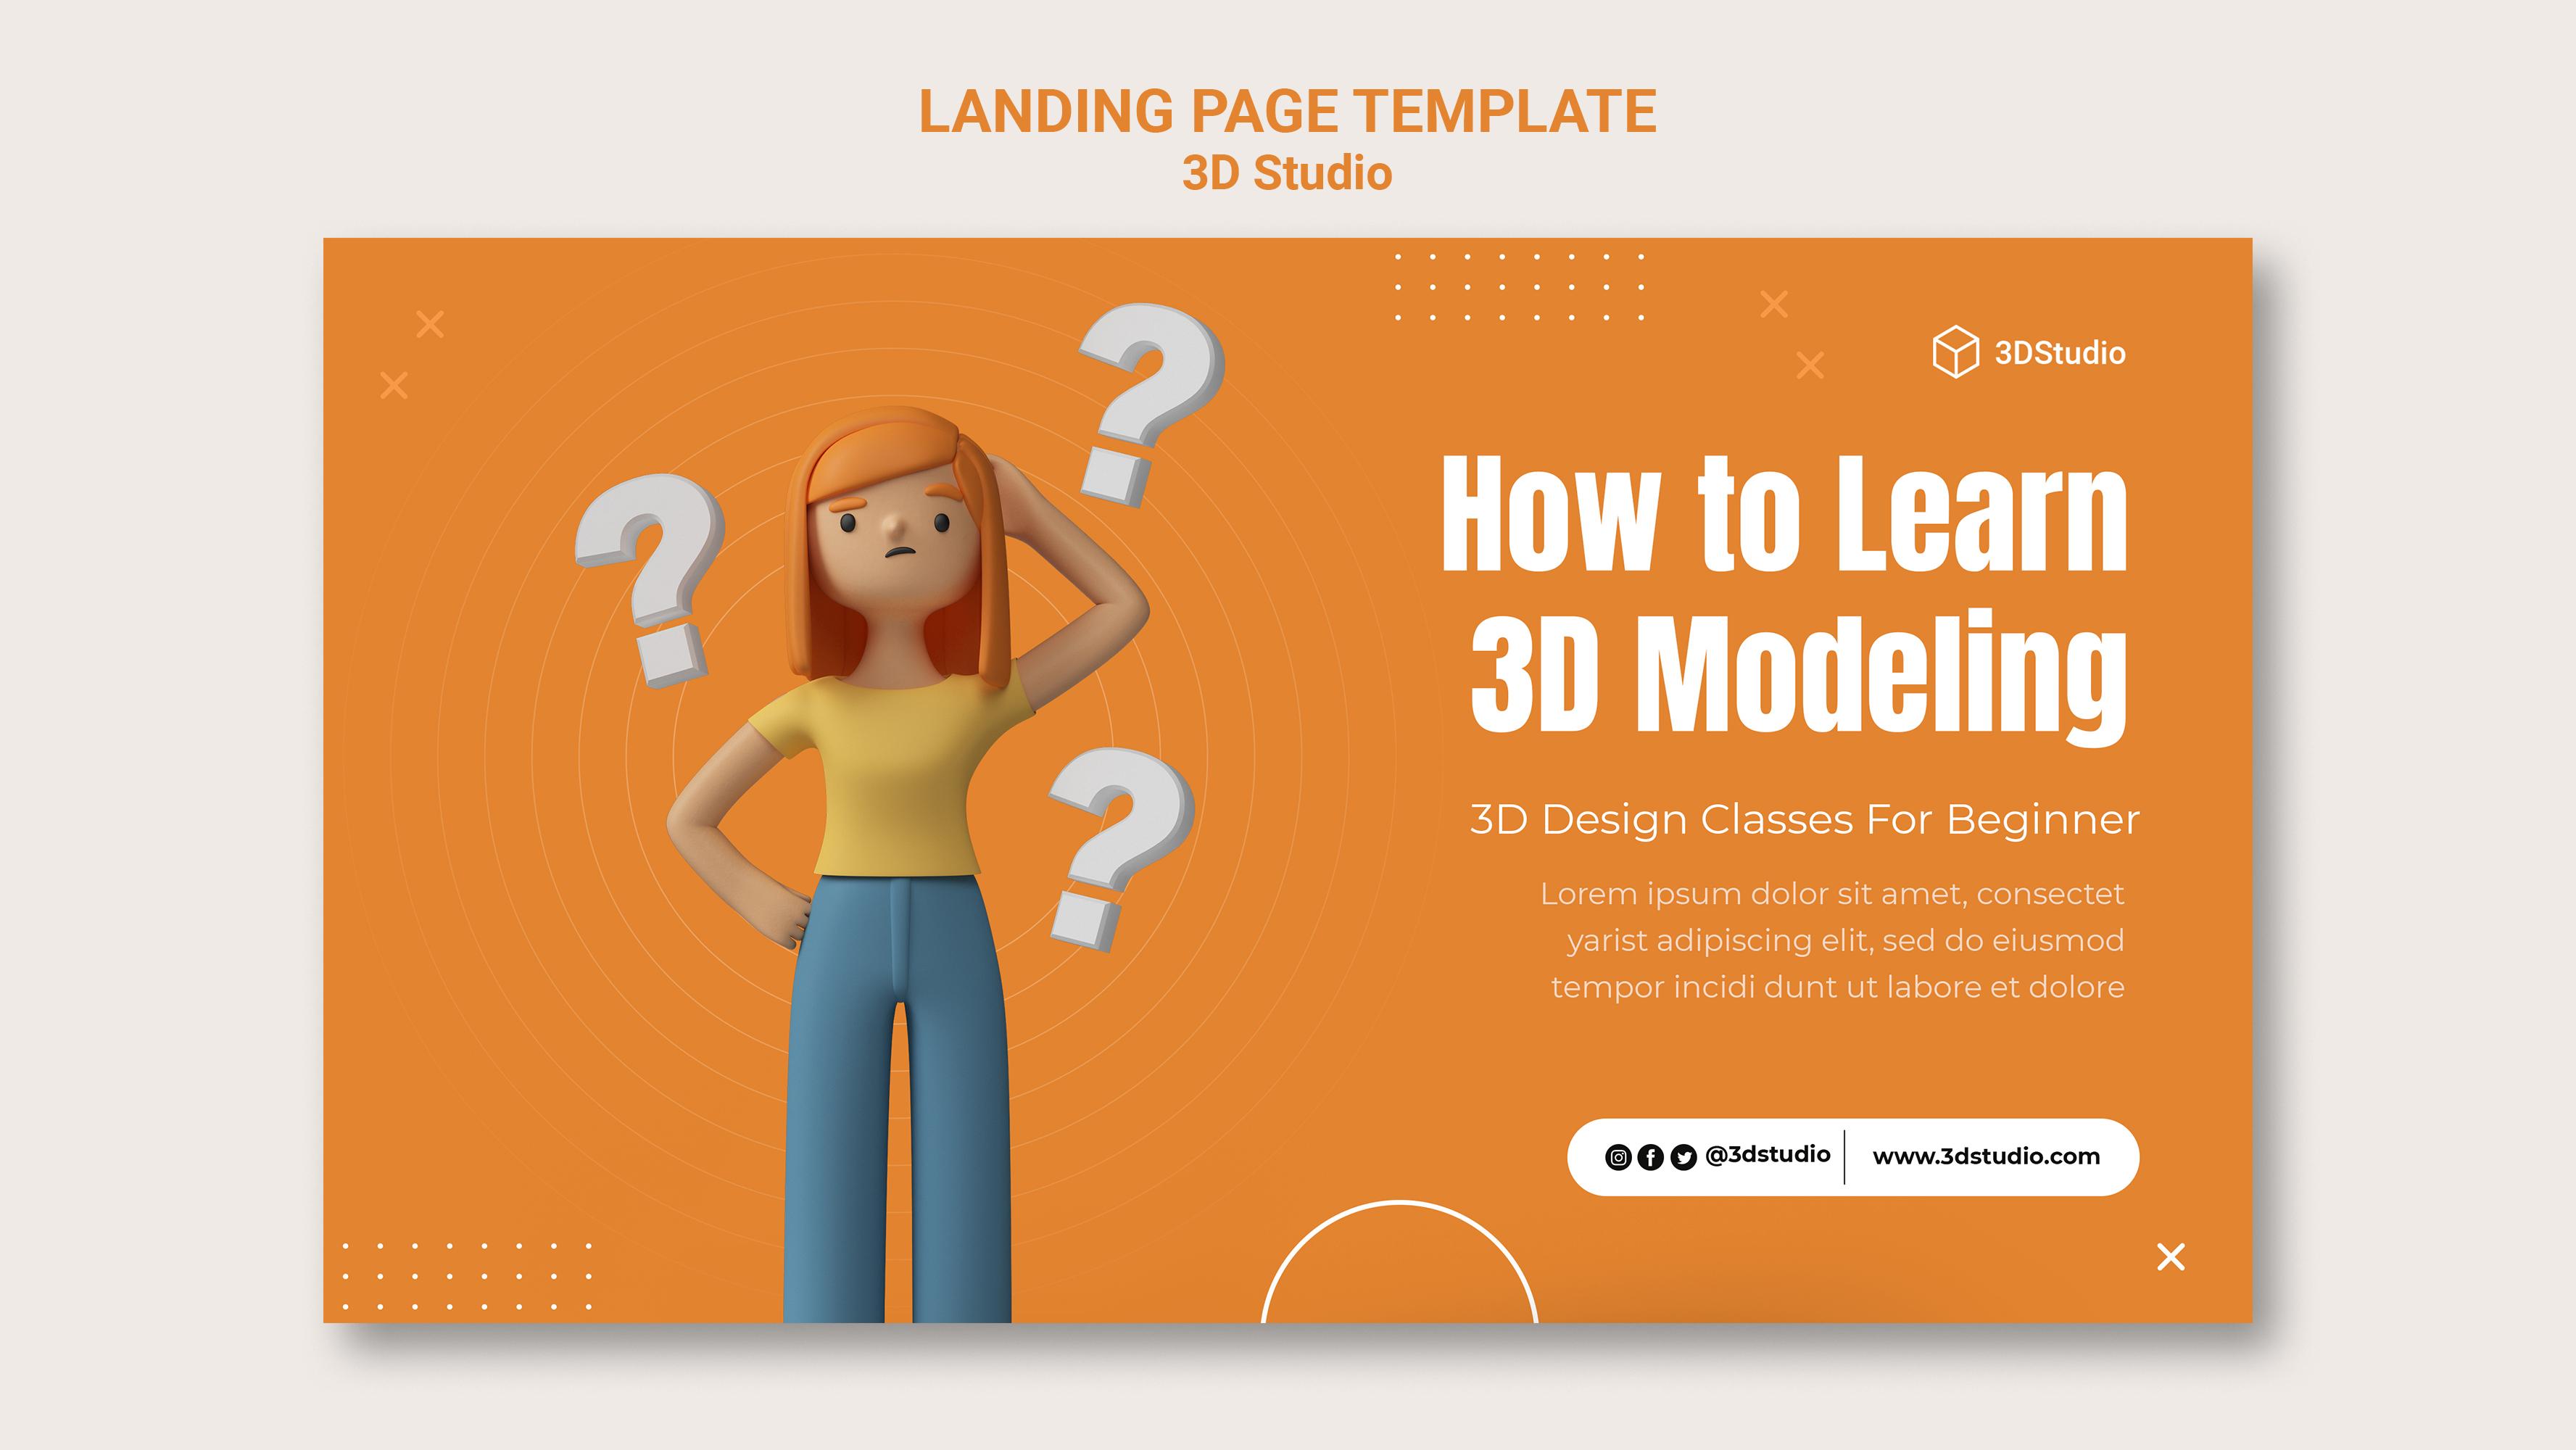 LANDING PAGE TEMPLATE
3D Studio
3DStudio
How to Learn
3D Modeling
3D Design Classes For Beginner
Lorem ipsum dolor sit amet, consectet
yarist adipiscing elit, sed do eiusmod
tempor incidi dunt ut labore et dolore
@3dstudio
www.3dstudio.com